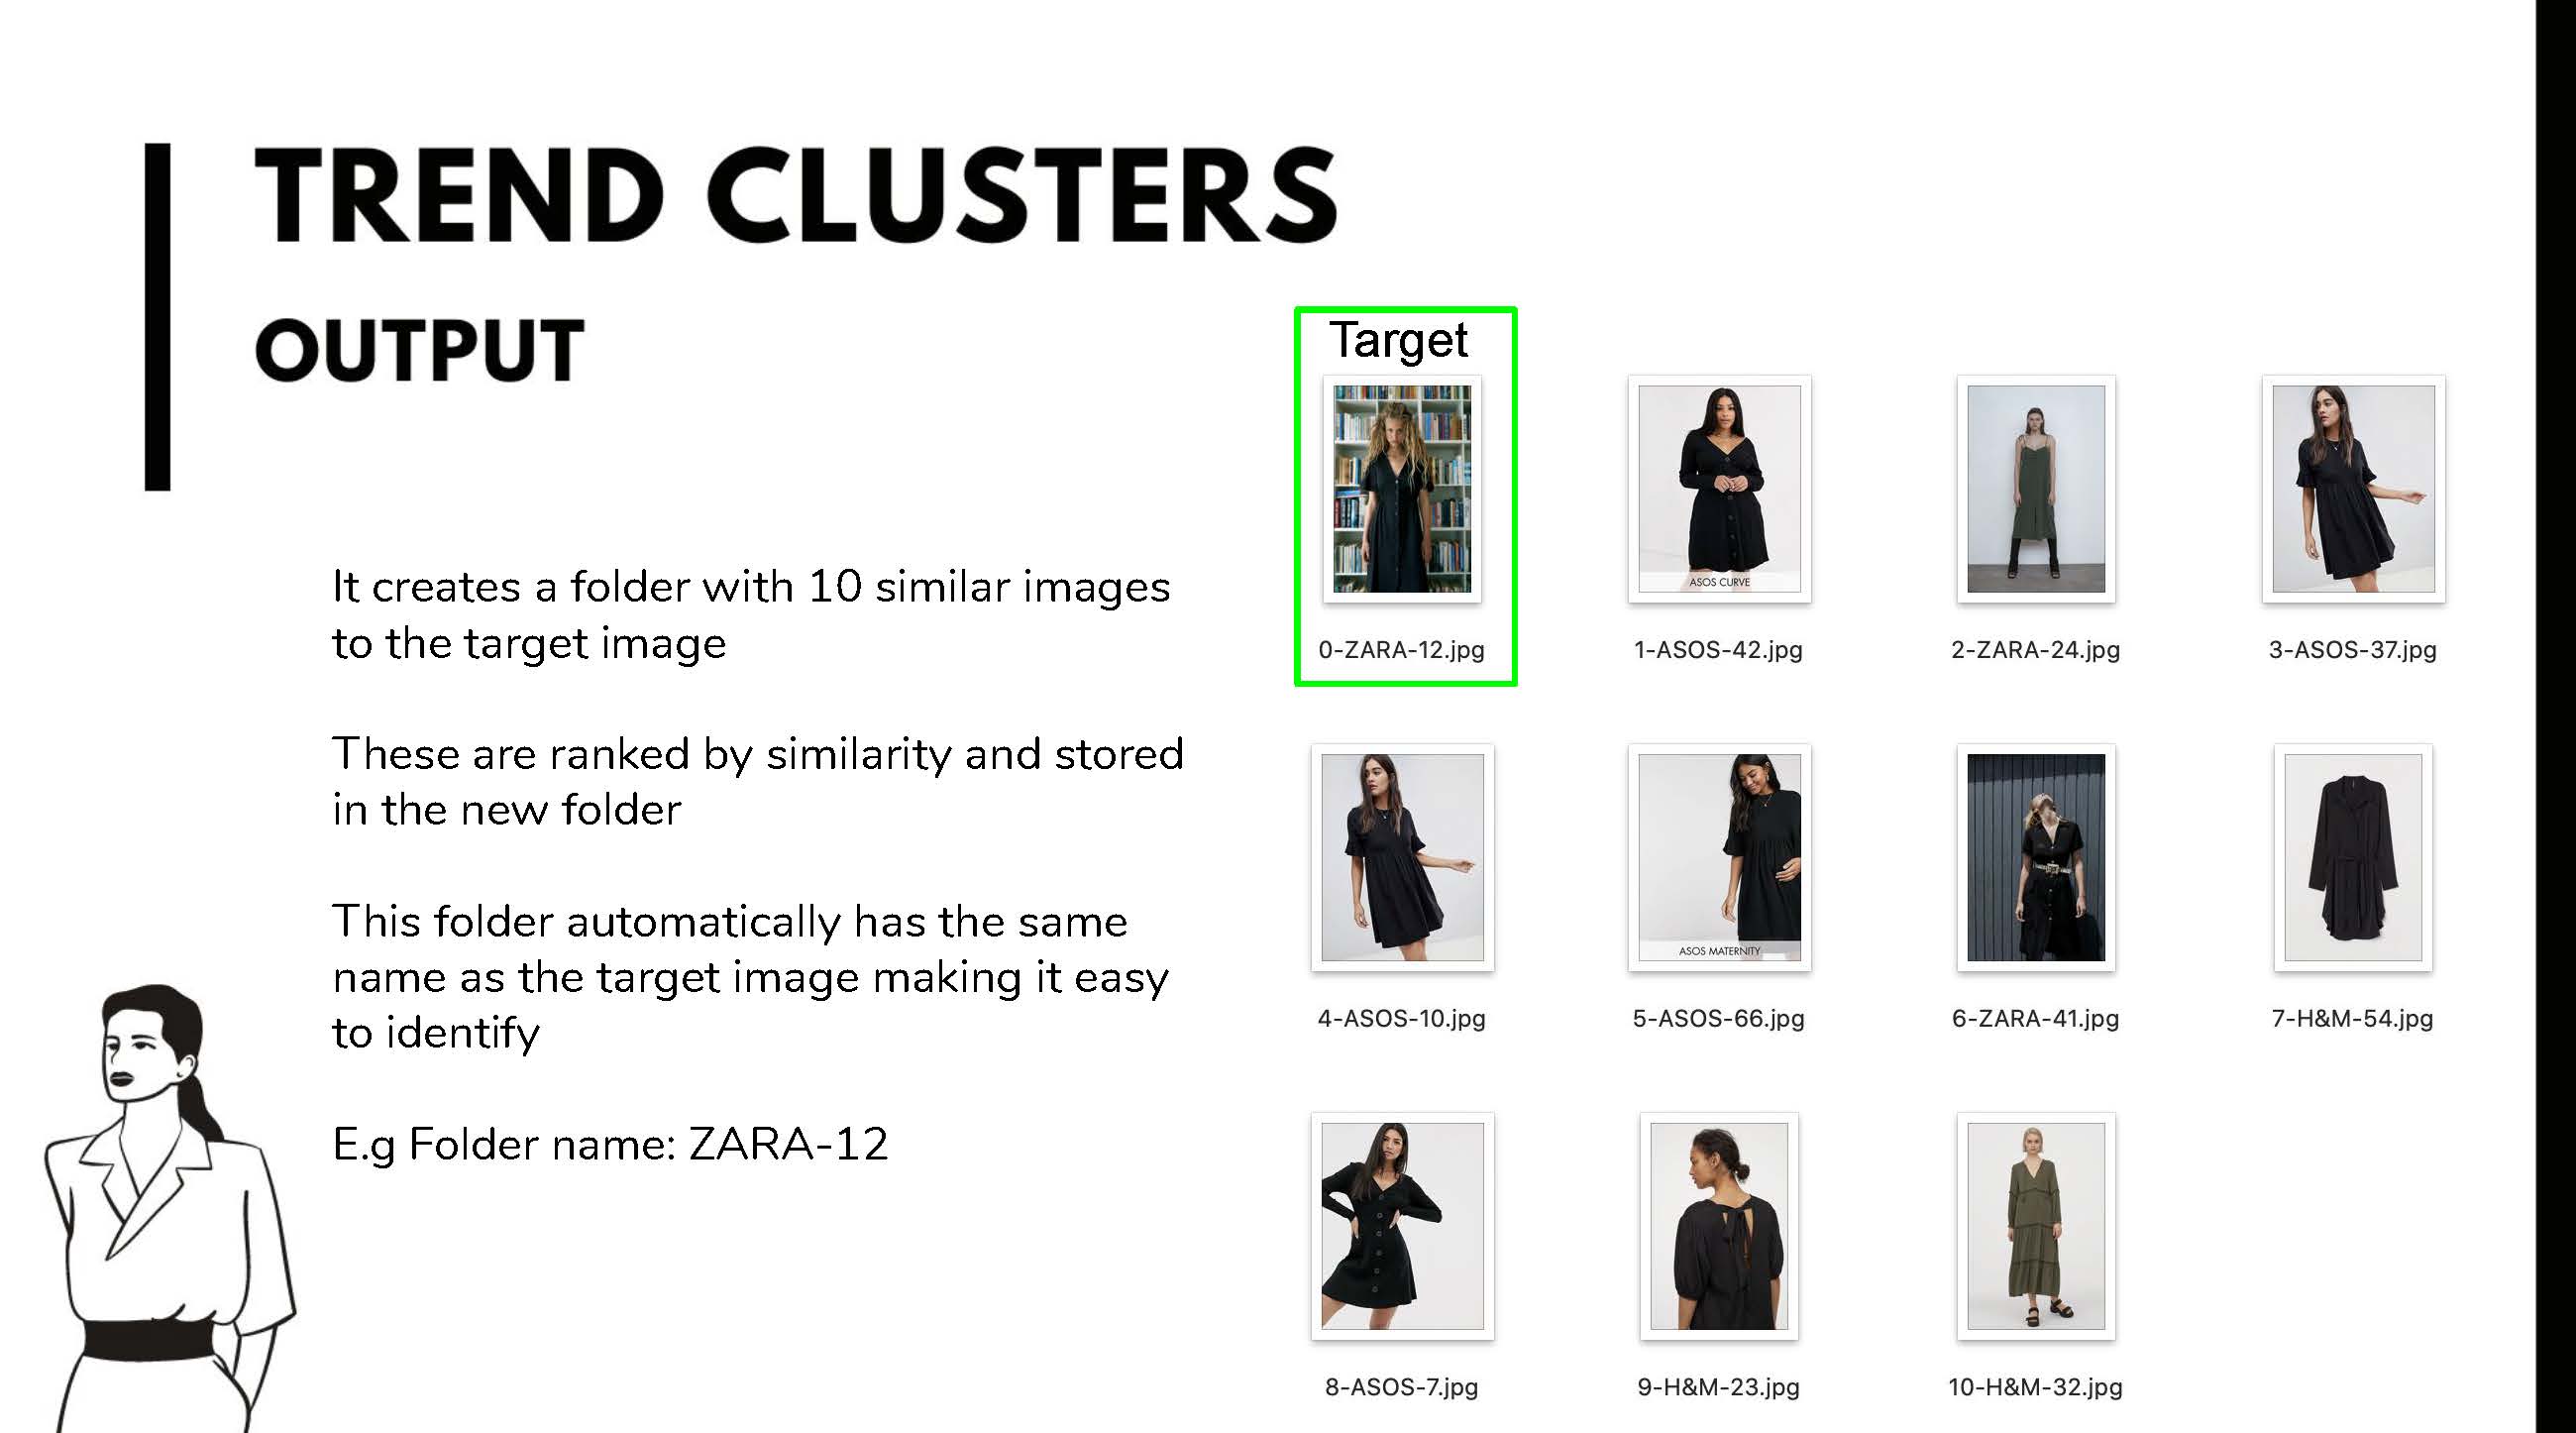 TREND CLUSTERS
OUTPUT
It creates a folder with 10 similar images
to the target image
These are ranked by similarity and stored
in the new folder
This folder automatically has the same
name as the target image making it easy
to identify
E.g Folder name: ZARA-12
Target
0-ZARA-12.jpg
ASOS CURVE
1-ASOS-42.jpg
2-ZARA-24.jpg
3-ASOS-37.jpg
4-ASOS-10.jpg
ASOS MATERNITY
5-ASOS-66.jpg
6-ZARA-41.jpg
7-H&M-54.jpg
8-ASOS-7.jpg
9-H&M-23.jpg
10-H&M-32.jpg